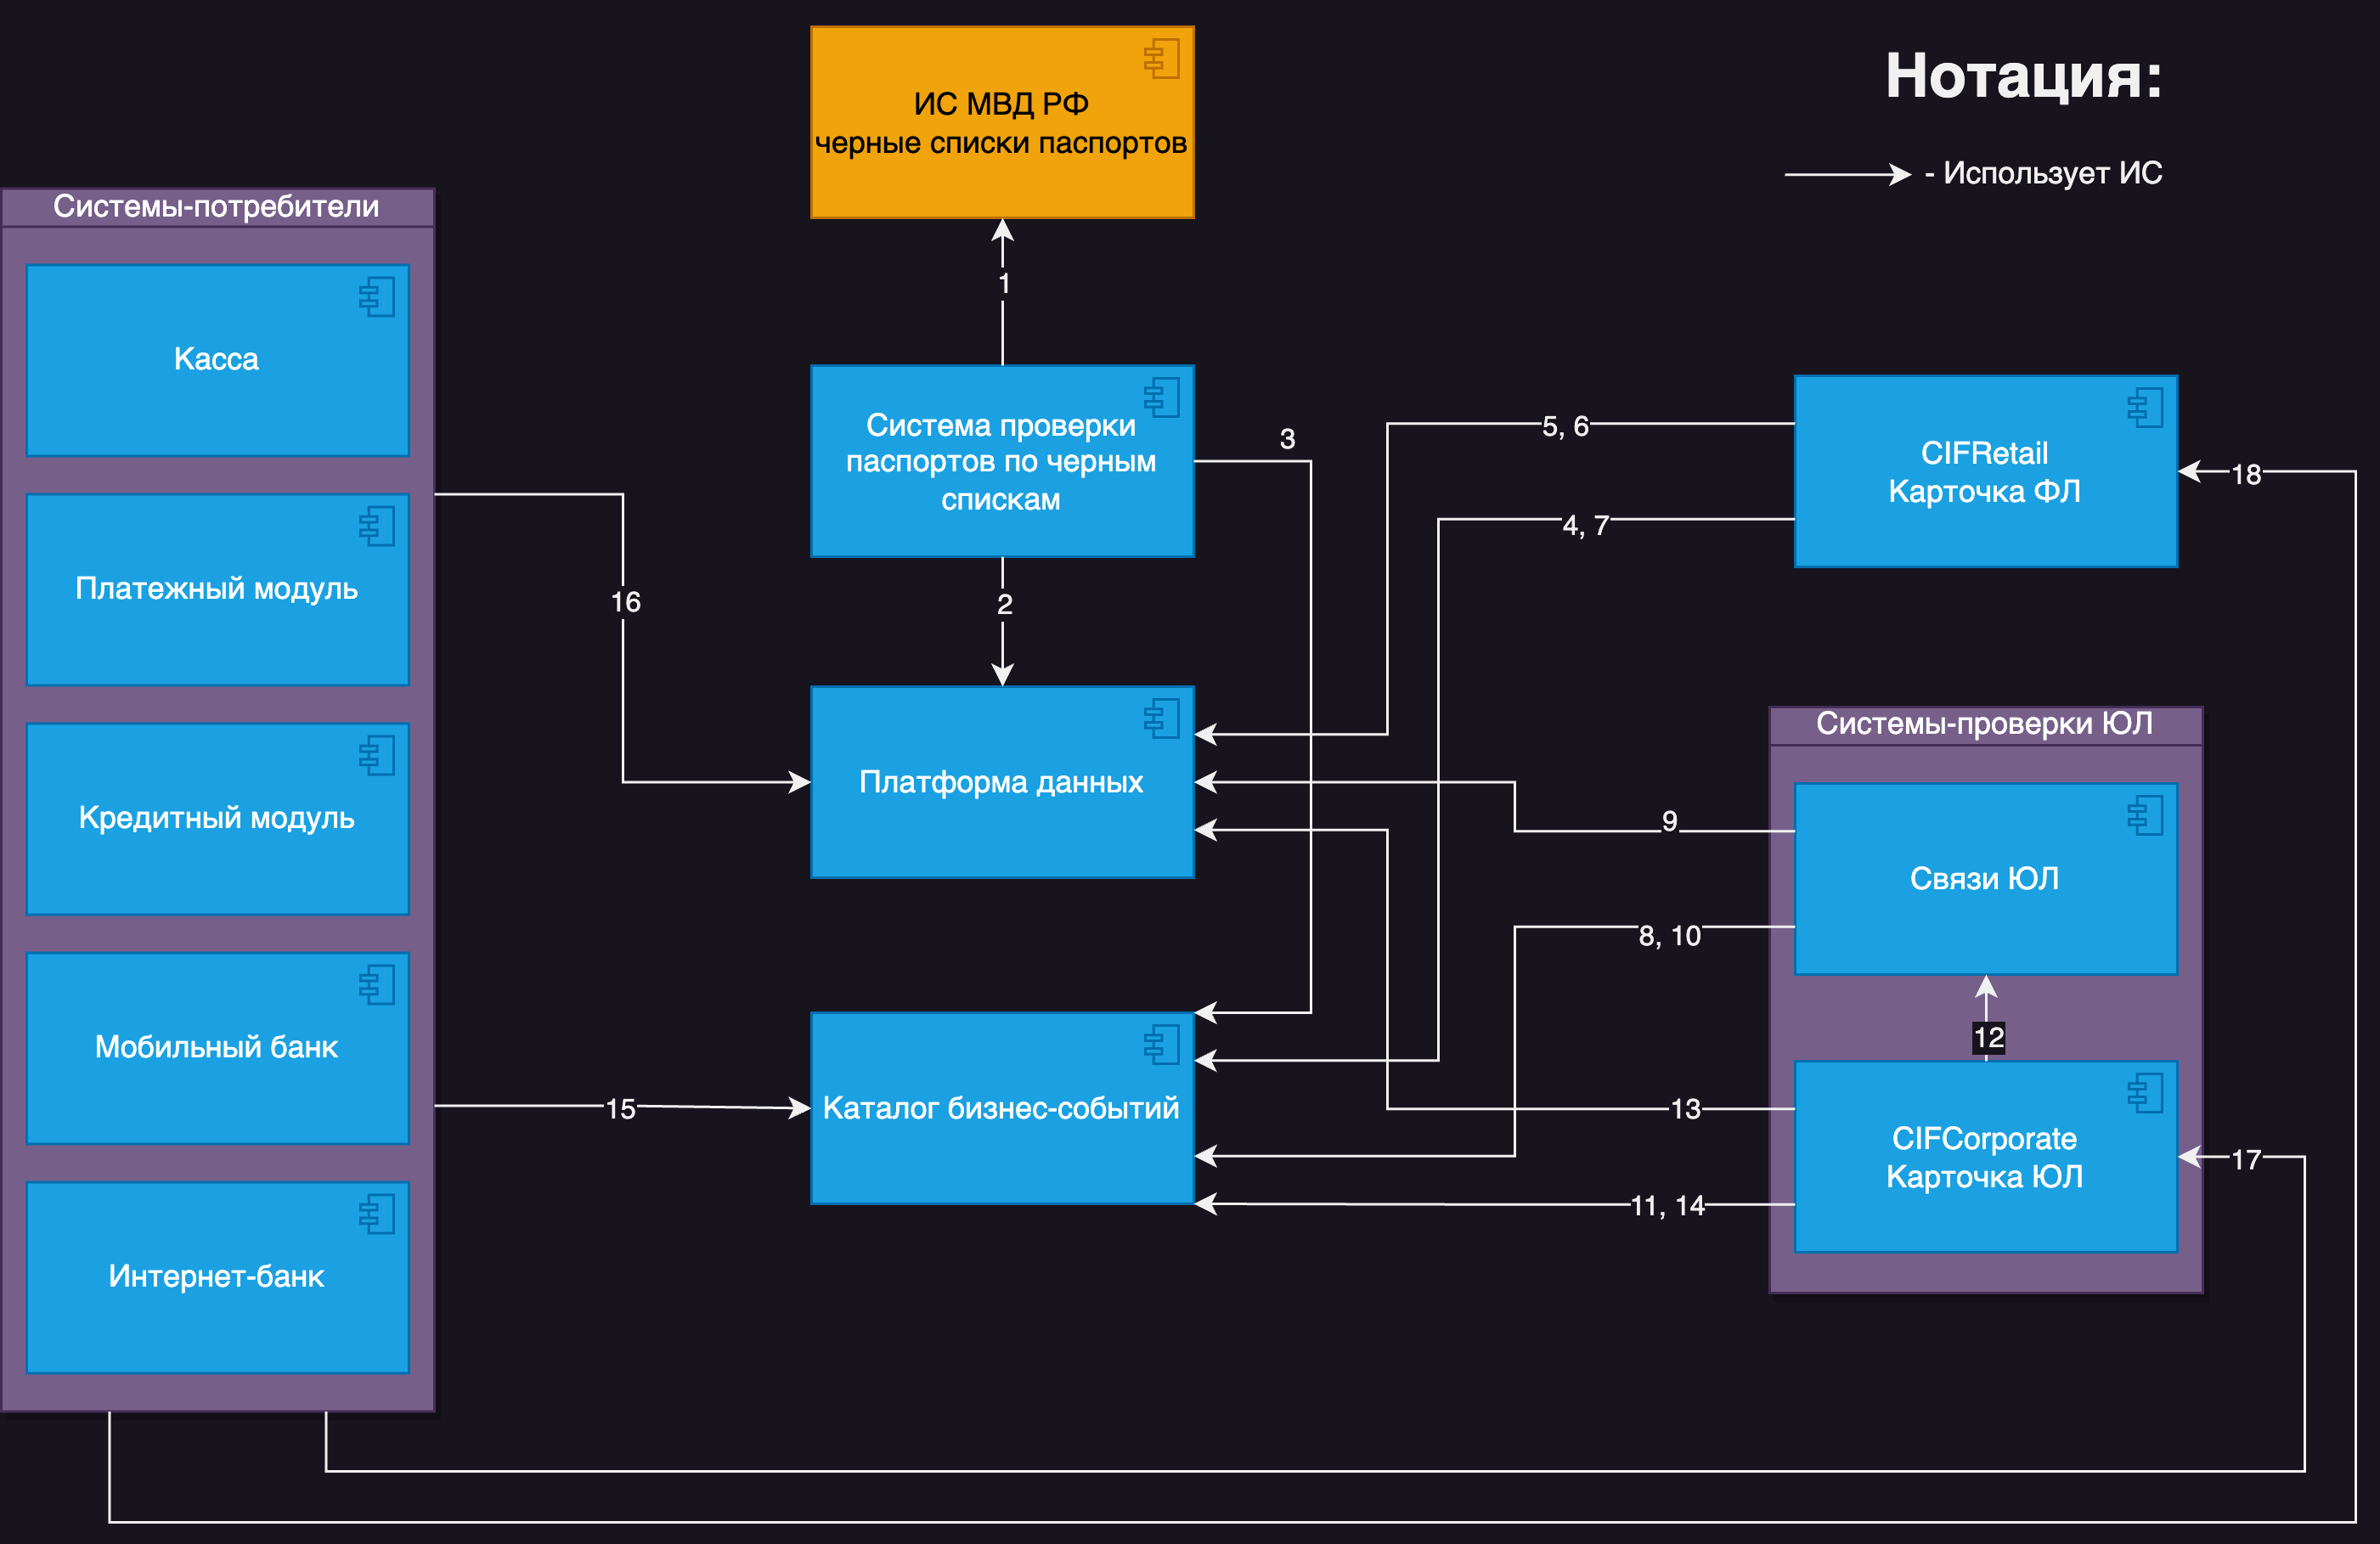 Нотация:
- Использует ИС
ИС МВД РФ
черные списки паспортов
1
Системы-потребители
Касса
Платежный модуль
Кредитный модуль
Мобильный банк
Интернет-банк
Система проверки
паспортов по черным
спискам
3
2
16
15
Платформа данных
Каталог бизнес-событий
5, 6
4, 7
CIFRetail
Карточка ФЛ
18
Системы-проверки ЮЛ
9
Связи ЮЛ
8, 10
12
13
CIFCorporate
Карточка ЮЛ
17
11, 14